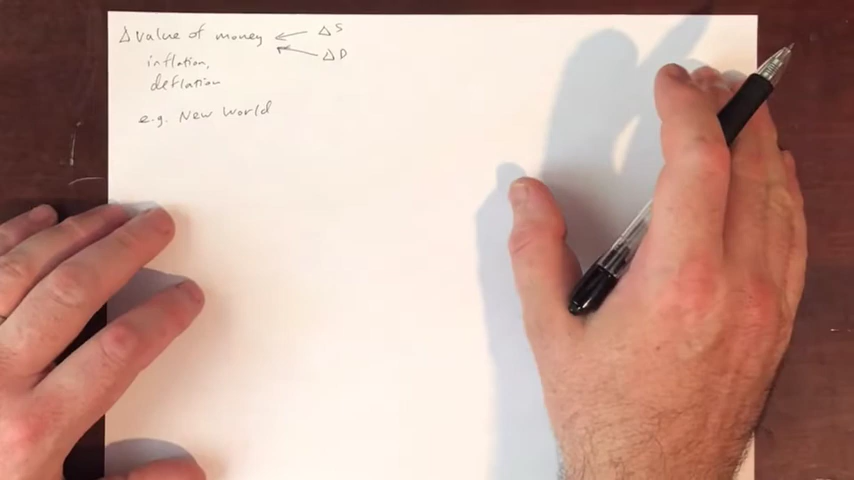 Δ value of money ← ΔS
← ΔD
inflation,
deflation
e.g. New World